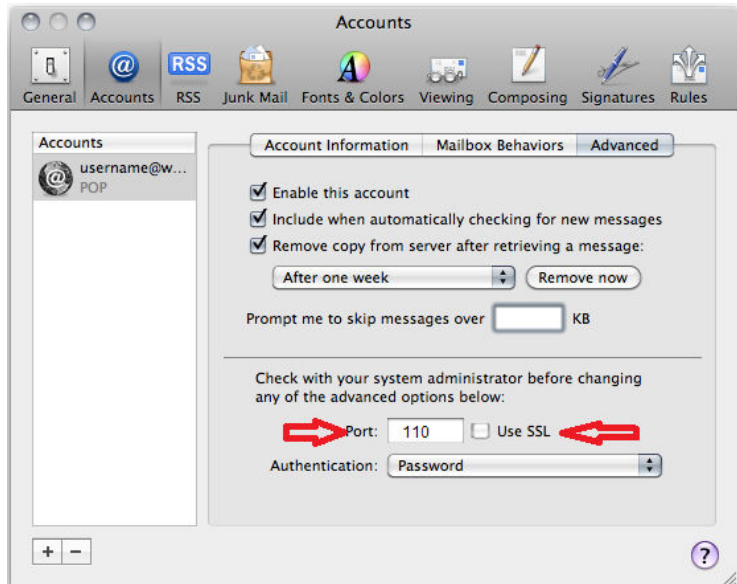 Accounts
RSS
General Accounts RSS Junk Mail Fonts & Colors Viewing Composing Signatures Rules
Accounts
username@w...
POP
Account Information Mailbox Behaviors Advanced
Enable this account
Include when automatically checking for new messages
Remove copy from server after retrieving a message:
After one week Remove now
Prompt me to skip messages over KB
Check with your system administrator before changing
any of the advanced options below:
Port: 110 Use SSL
Authentication: Password
+ - ?